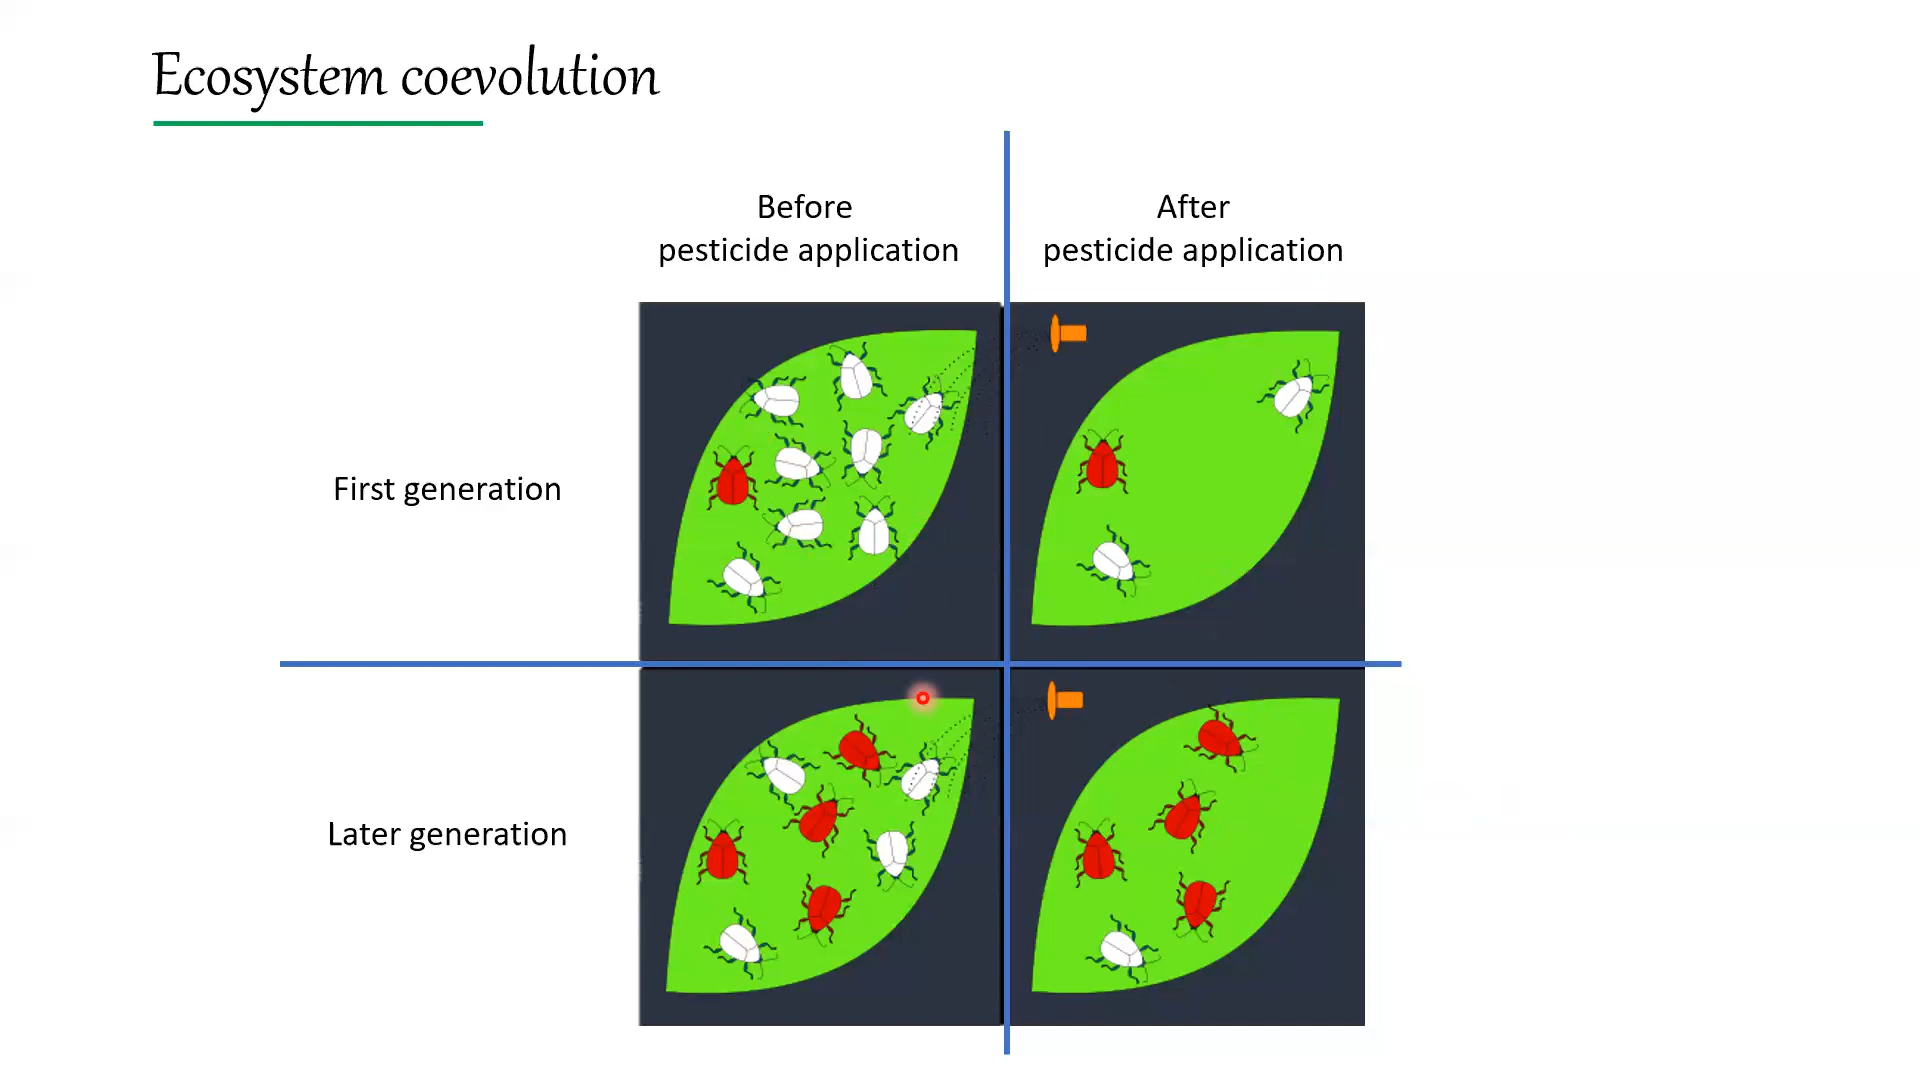 Ecosystem coevolution
Before
pesticide application
After
pesticide application
First generation
Later generation